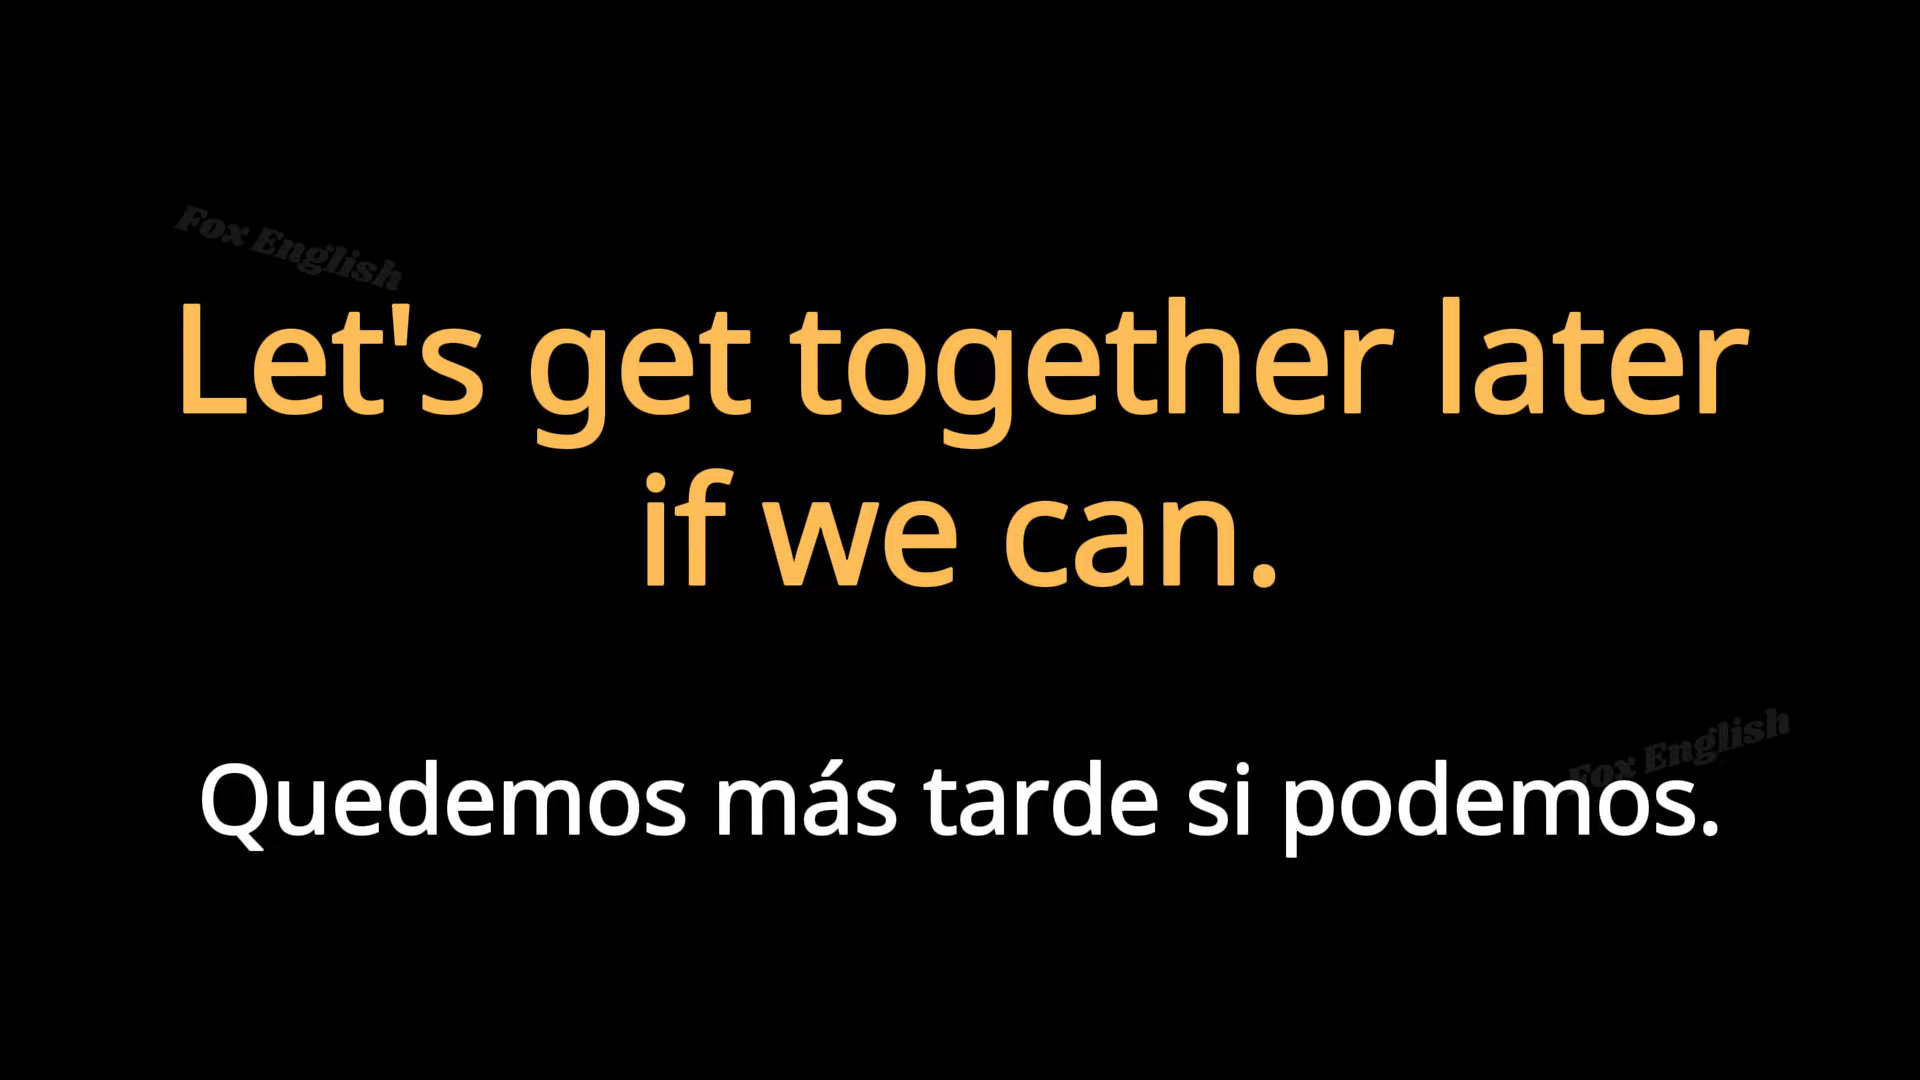 Fox English
Let's get together later
if we can.
Fox English
Quedemos más tarde si podemos.